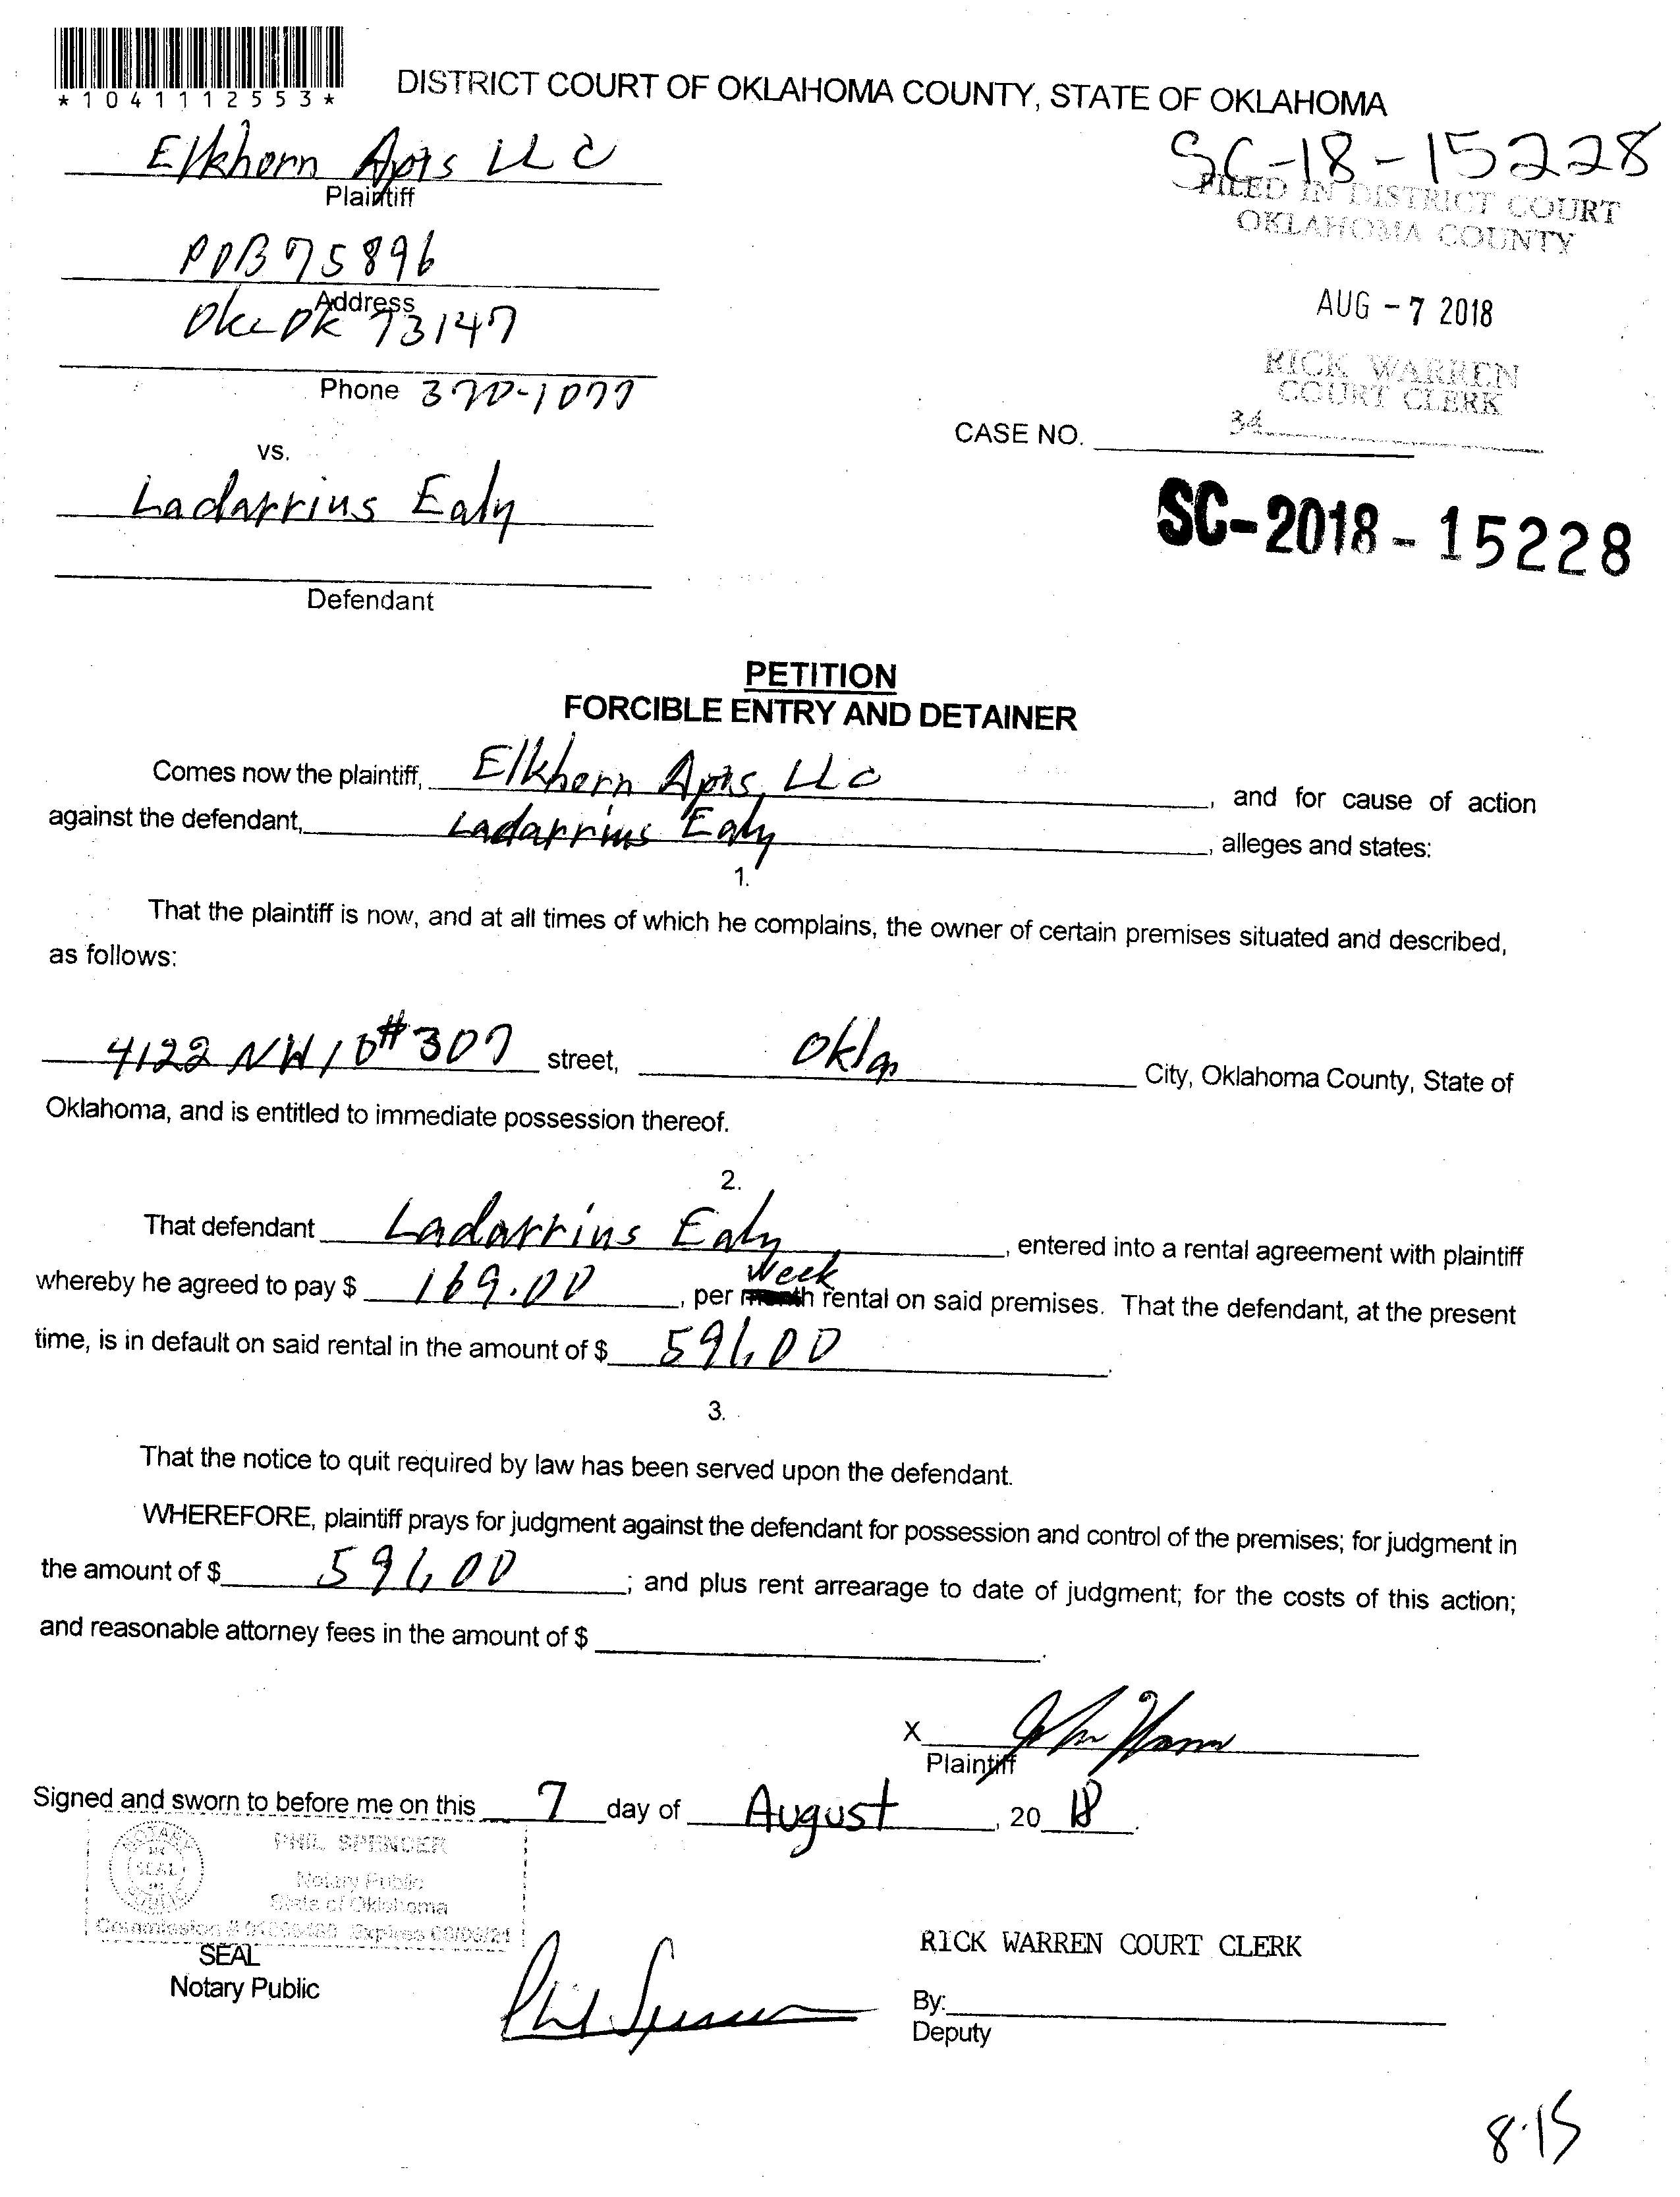 *1041112553*
DISTRICT COURT OF OKLAHOMA COUNTY, STATE OF OKLAHOMA
Elkhorn Apts LLC
Plaintiff
SC-18-15228
FILED IN DISTRICT COURT
OKLAHOMA COUNTY
POB 75896
Address
OKC OK 73147
AUG - 7 2018
RICK WARREN
COURT CLERK
Phone 370-1077
34
CASE NO.
vs.
Ladarrius Ealy
SC-2018-15228
Defendant
PETITION
FORCIBLE ENTRY AND DETAINER
Comes now the plaintiff, Elkhorn Apts, LLC, and for cause of action
against the defendant, Ladarrius Ealy, alleges and states:
1.
That the plaintiff is now, and at all times of which he complains, the owner of certain premises situated and described,
as follows:
4122 NW 10 #307 street, Okla City, Oklahoma County, State of
Oklahoma, and is entitled to immediate possession thereof.
2.
That defendant Ladarrius Ealy, entered into a rental agreement with plaintiff
whereby he agreed to pay $ 169.00, per month week rental on said premises. That the defendant, at the present
time, is in default on said rental in the amount of $ 591.00.
3.
That the notice to quit required by law has been served upon the defendant.
WHEREFORE, plaintiff prays for judgment against the defendant for possession and control of the premises; for judgment in
the amount of $ 591.00; and plus rent arrearage to date of judgment; for the costs of this action;
and reasonable attorney fees in the amount of $ .
X
Plaintiff
Signed and sworn to before me on this 7 day of August, 20 18.
PHIL SPENCER
NOTARY
SEAL
PUBLIC
Notary Public
State of Oklahoma
Commission # Expires
SEAL
Notary Public
Phil Spencer
RICK WARREN COURT CLERK
By:
Deputy
8-15